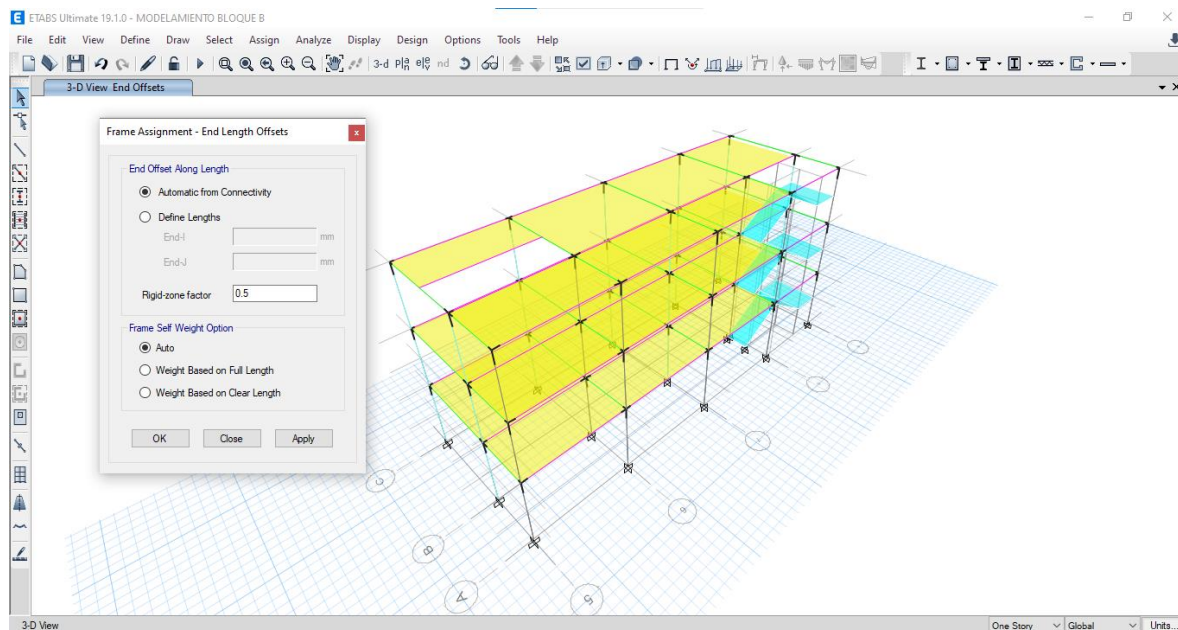 ETABS Ultimate 19.1.0 - MODELAMIENTO BLOQUE B
File Edit View Define Draw Select Assign Analyze Display Design Options Tools Help
3-d
nd
3-D View End Offsets
Frame Assignment - End Length Offsets
End Offset Along Length
Automatic from Connectivity
Define Lengths
End-I mm
End-J mm
Rigid-zone factor 0.5
Frame Self Weight Option
Auto
Weight Based on Full Length
Weight Based on Clear Length
OK Close Apply
C
B
A
5
3-D View One Story Global Units...